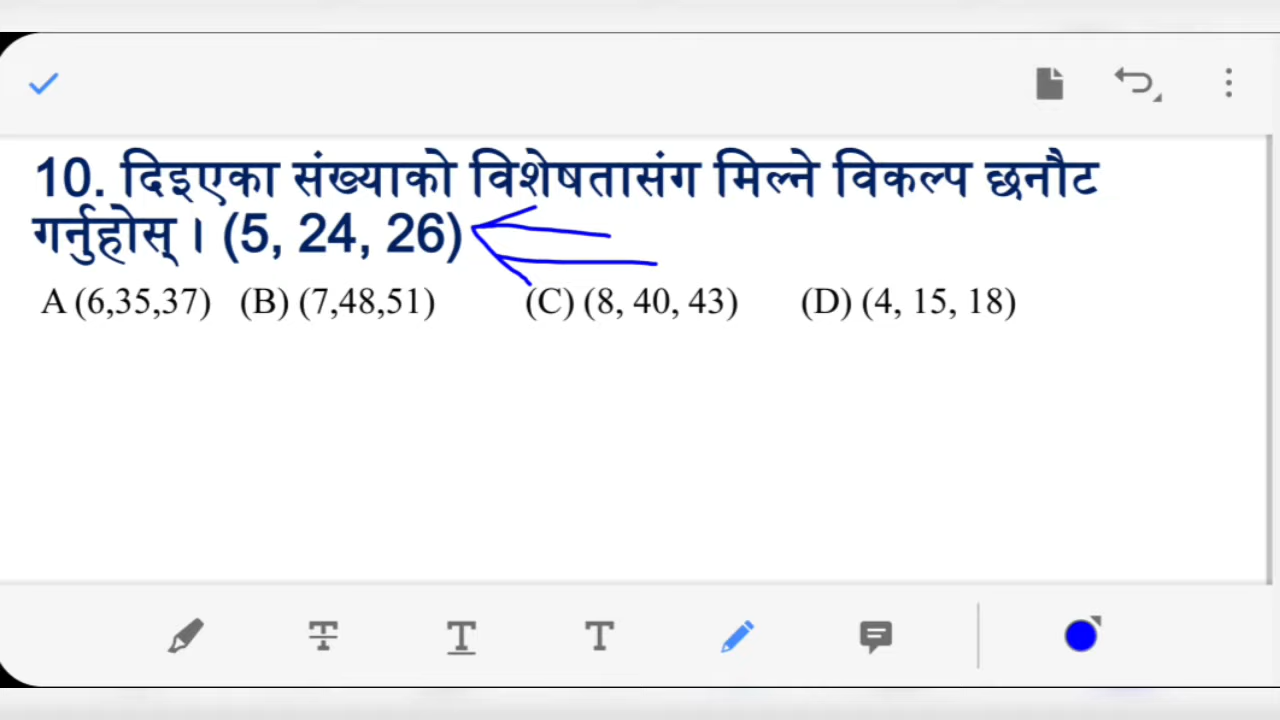 10. दिइएका संख्याको विशेषतासंग मिल्ने विकल्प छनौट
गर्नुहोस् । (5, 24, 26)
A (6,35,37) (B) (7,48,51) (C) (8, 40, 43) (D) (4, 15, 18)